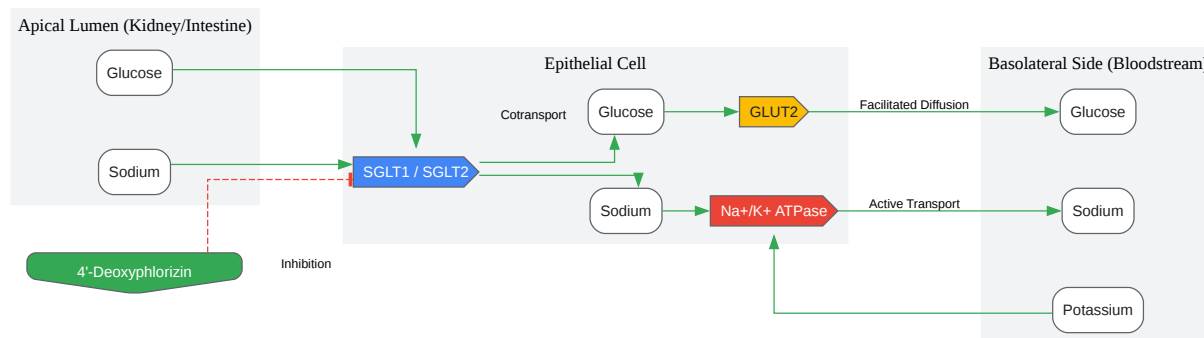 Apical Lumen (Kidney/Intestine)
Glucose
Sodium
4'-Deoxyphlorizin
Inhibition
Epithelial Cell
SGLT1 / SGLT2
Cotransport
Glucose
Sodium
GLUT2
Na+/K+ ATPase
Facilitated Diffusion
Active Transport
Basolateral Side (Bloodstream)
Glucose
Sodium
Potassium